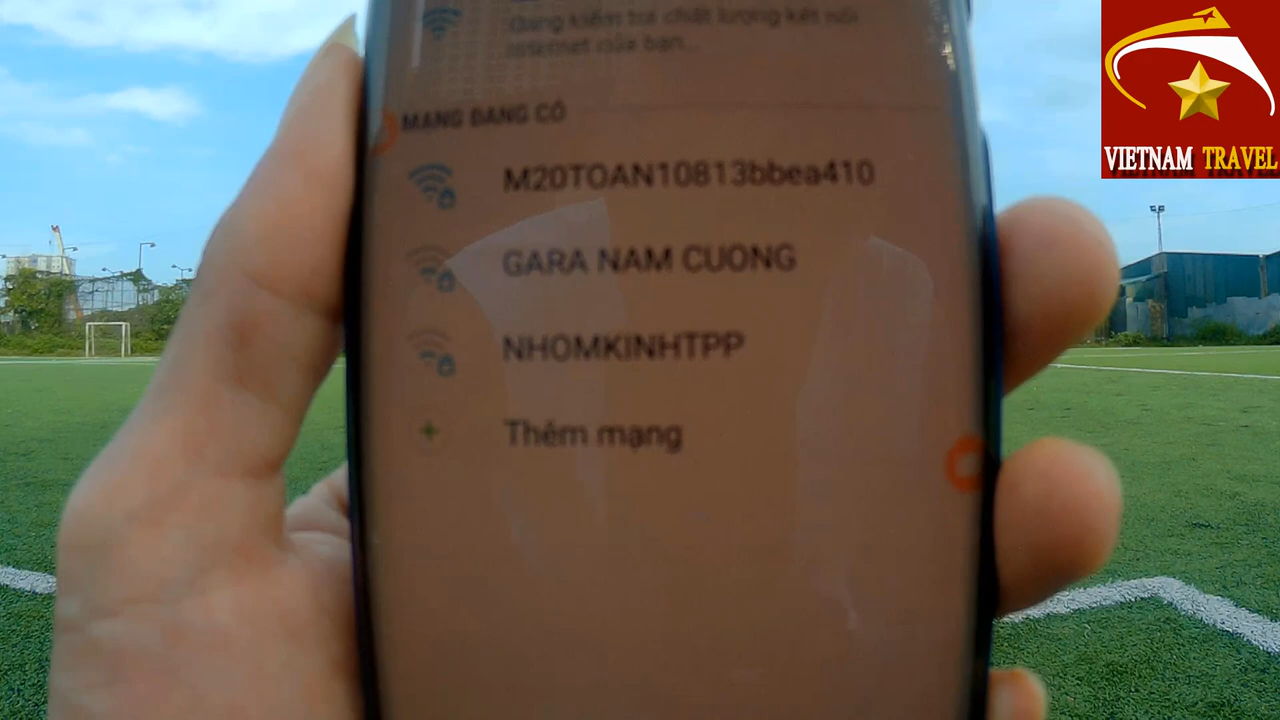 Đang kiểm tra chất lượng kết nối
Internet của bạn...
MẠNG ĐANG CÓ
M20TOAN10813bbea410
GARA NAM CUONG
NHOMKINHTPP
Thêm mạng
VIETNAM TRAVEL